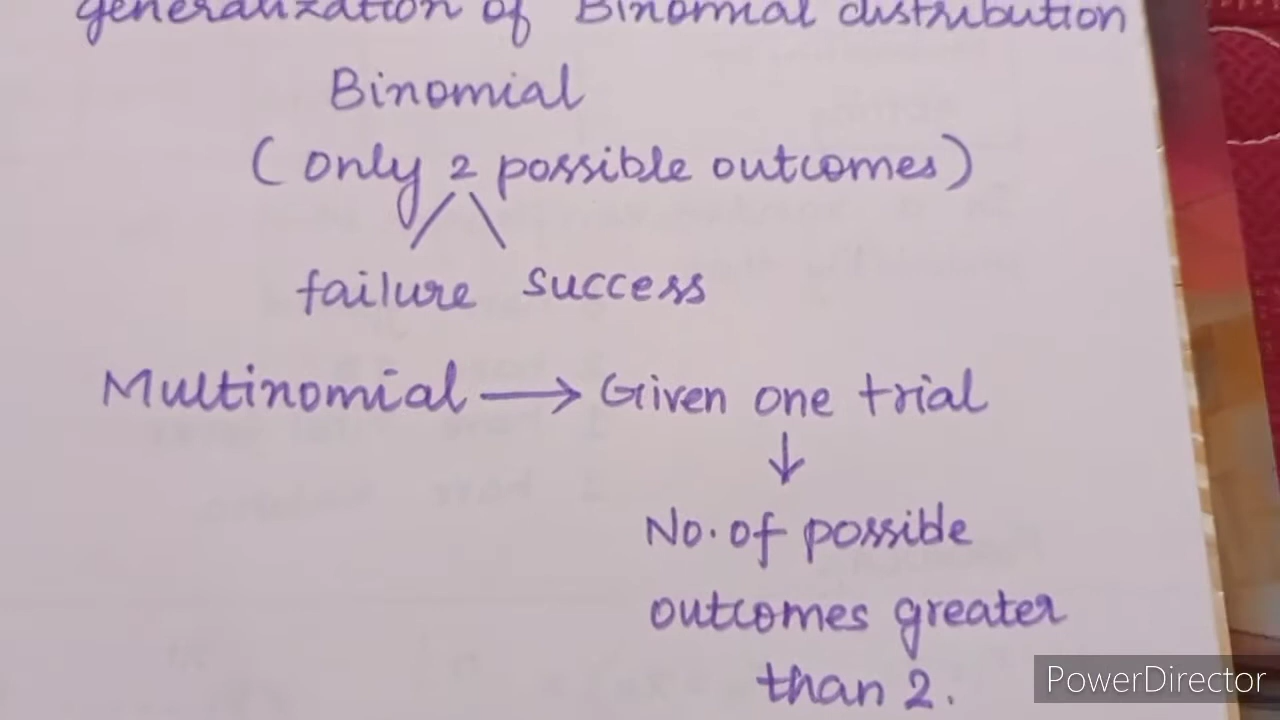 generalization of Binomial distribution
Binomial
(only 2 possible outcomes)
failure success
Multinomial → Given one trial
↓
No. of possible
outcomes greater
than 2.
PowerDirector